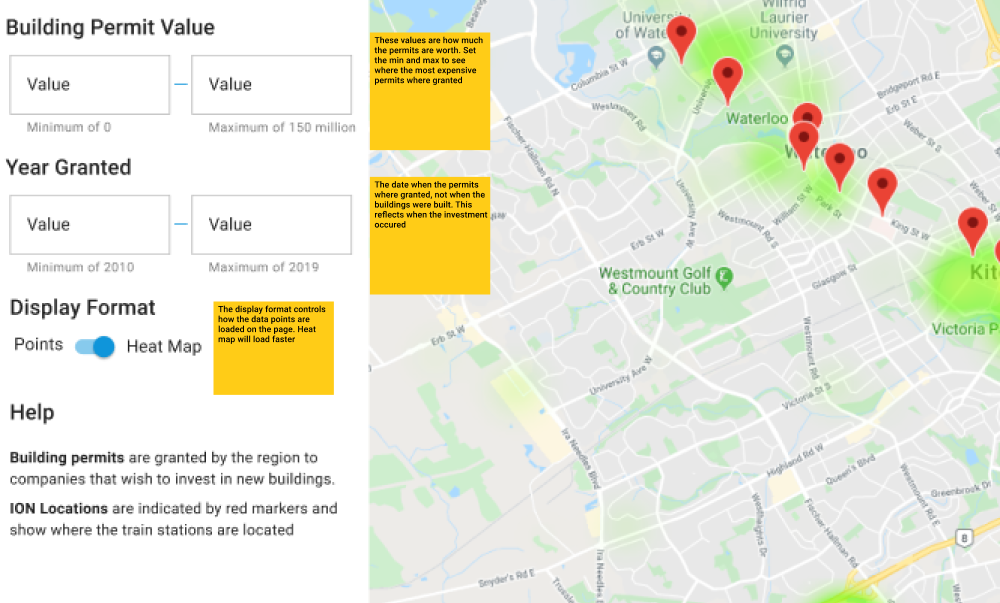 Building Permit Value
Value
Value
Minimum of 0
Maximum of 150 million
Year Granted
Value
Value
Minimum of 2010
Maximum of 2019
Display Format
Points
Heat Map
The display format controls
how the data points are
loaded on the page. Heat
map will load faster
Help
Building permits are granted by the region to
companies that wish to invest in new buildings.
ION Locations are indicated by red markers and
show where the train stations are located
These values are how much
the permits are worth. Set
the min and max to see
where the most expensive
permits where granted
The date when the permits
where granted, not when the
buildings were built. This
reflects when the investment
occured
University
of Water
Wilfrid
Laurier
University
Columbia St W
Westmount Rd
Fischer-Hallman Rd N
University
Waterloo
Waterloo
Bridgeport Rd E
Erb St E
Weber St S
Weber St
University Ave W
William St W
Park St
King St W
Westmount Rd S
Erb St W
Way
Glasgow St
Westmount Golf
& Country Club
Kit
Victoria P
Erb St W
Westmount Rd
University Ave W
Victoria St S
Ira Needles Blvd
Highland Rd W
Queen's Blvd
Westmount Rd E
Greenbrook Dr
Westheights Dr
Fischer-Hallman Rd
8
Snyder's Rd E
Ira Needles B
Trussl